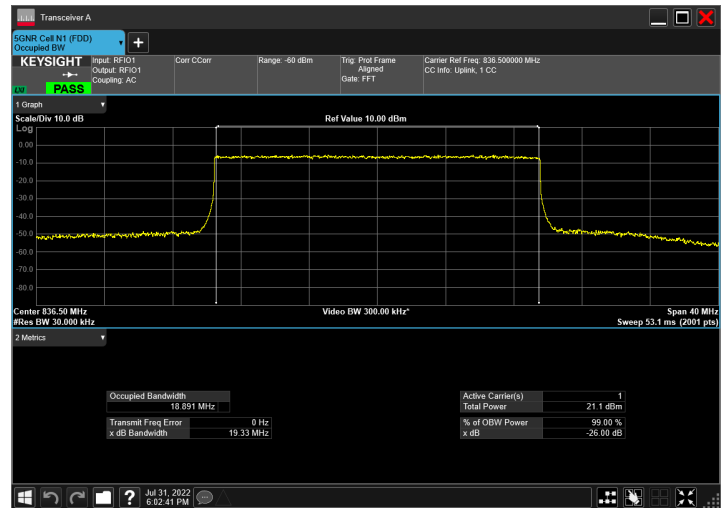 Transceiver A
5GNR Cell N1 (FDD)
Occupied BW
KEYSIGHT
LXI
PASS
Input: RFIO1
Output: RFIO1
Coupling: AC
Corr CCorr
Range: -60 dBm
Trig: Prot Frame
Aligned
Gate: FFT
Carrier Ref Freq: 836.500000 MHz
CC Info: Uplink, 1 CC
1 Graph
Scale/Div 10.0 dB
Ref Value 10.00 dBm
Log
0.00
-10.0
-20.0
-30.0
-40.0
-50.0
-60.0
-70.0
-80.0
Center 836.50 MHz
Video BW 300.00 kHz*
Span 40 MHz
#Res BW 30.000 kHz
Sweep 53.1 ms (2001 pts)
2 Metrics
Occupied Bandwidth
18.891 MHz
Transmit Freq Error 0 Hz
x dB Bandwidth 19.33 MHz
Active Carrier(s) 1
Total Power 21.1 dBm
% of OBW Power 99.00 %
x dB -26.00 dB
?
Jul 31, 2022
6:02:41 PM